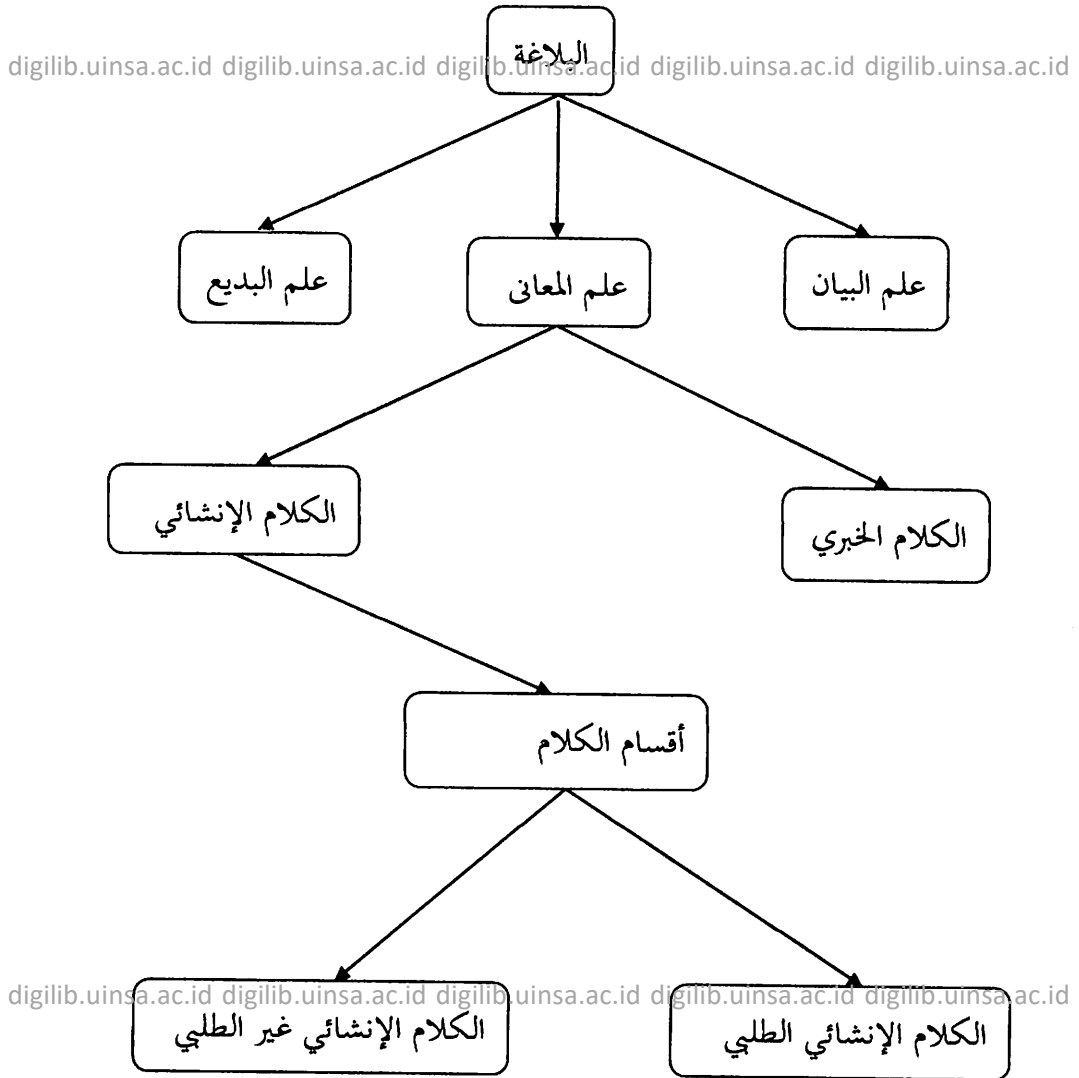 البلاغة
digilib.uinsa.ac.id digilib.uinsa.ac.id digilib.uinsa.ac.id digilib.uinsa.ac.id digilib.uinsa.ac.id
علم البيان
علم المعانى
علم البديع
الكلام الخبري
الكلام الإنشائي
أقسام الكلام
digilib.uinsa.ac.id digilib.uinsa.ac.id digilib.uinsa.ac.id digilib.uinsa.ac.id digilib.uinsa.ac.id
الكلام الإنشائي الطلبي
الكلام الإنشائي غير الطلبي